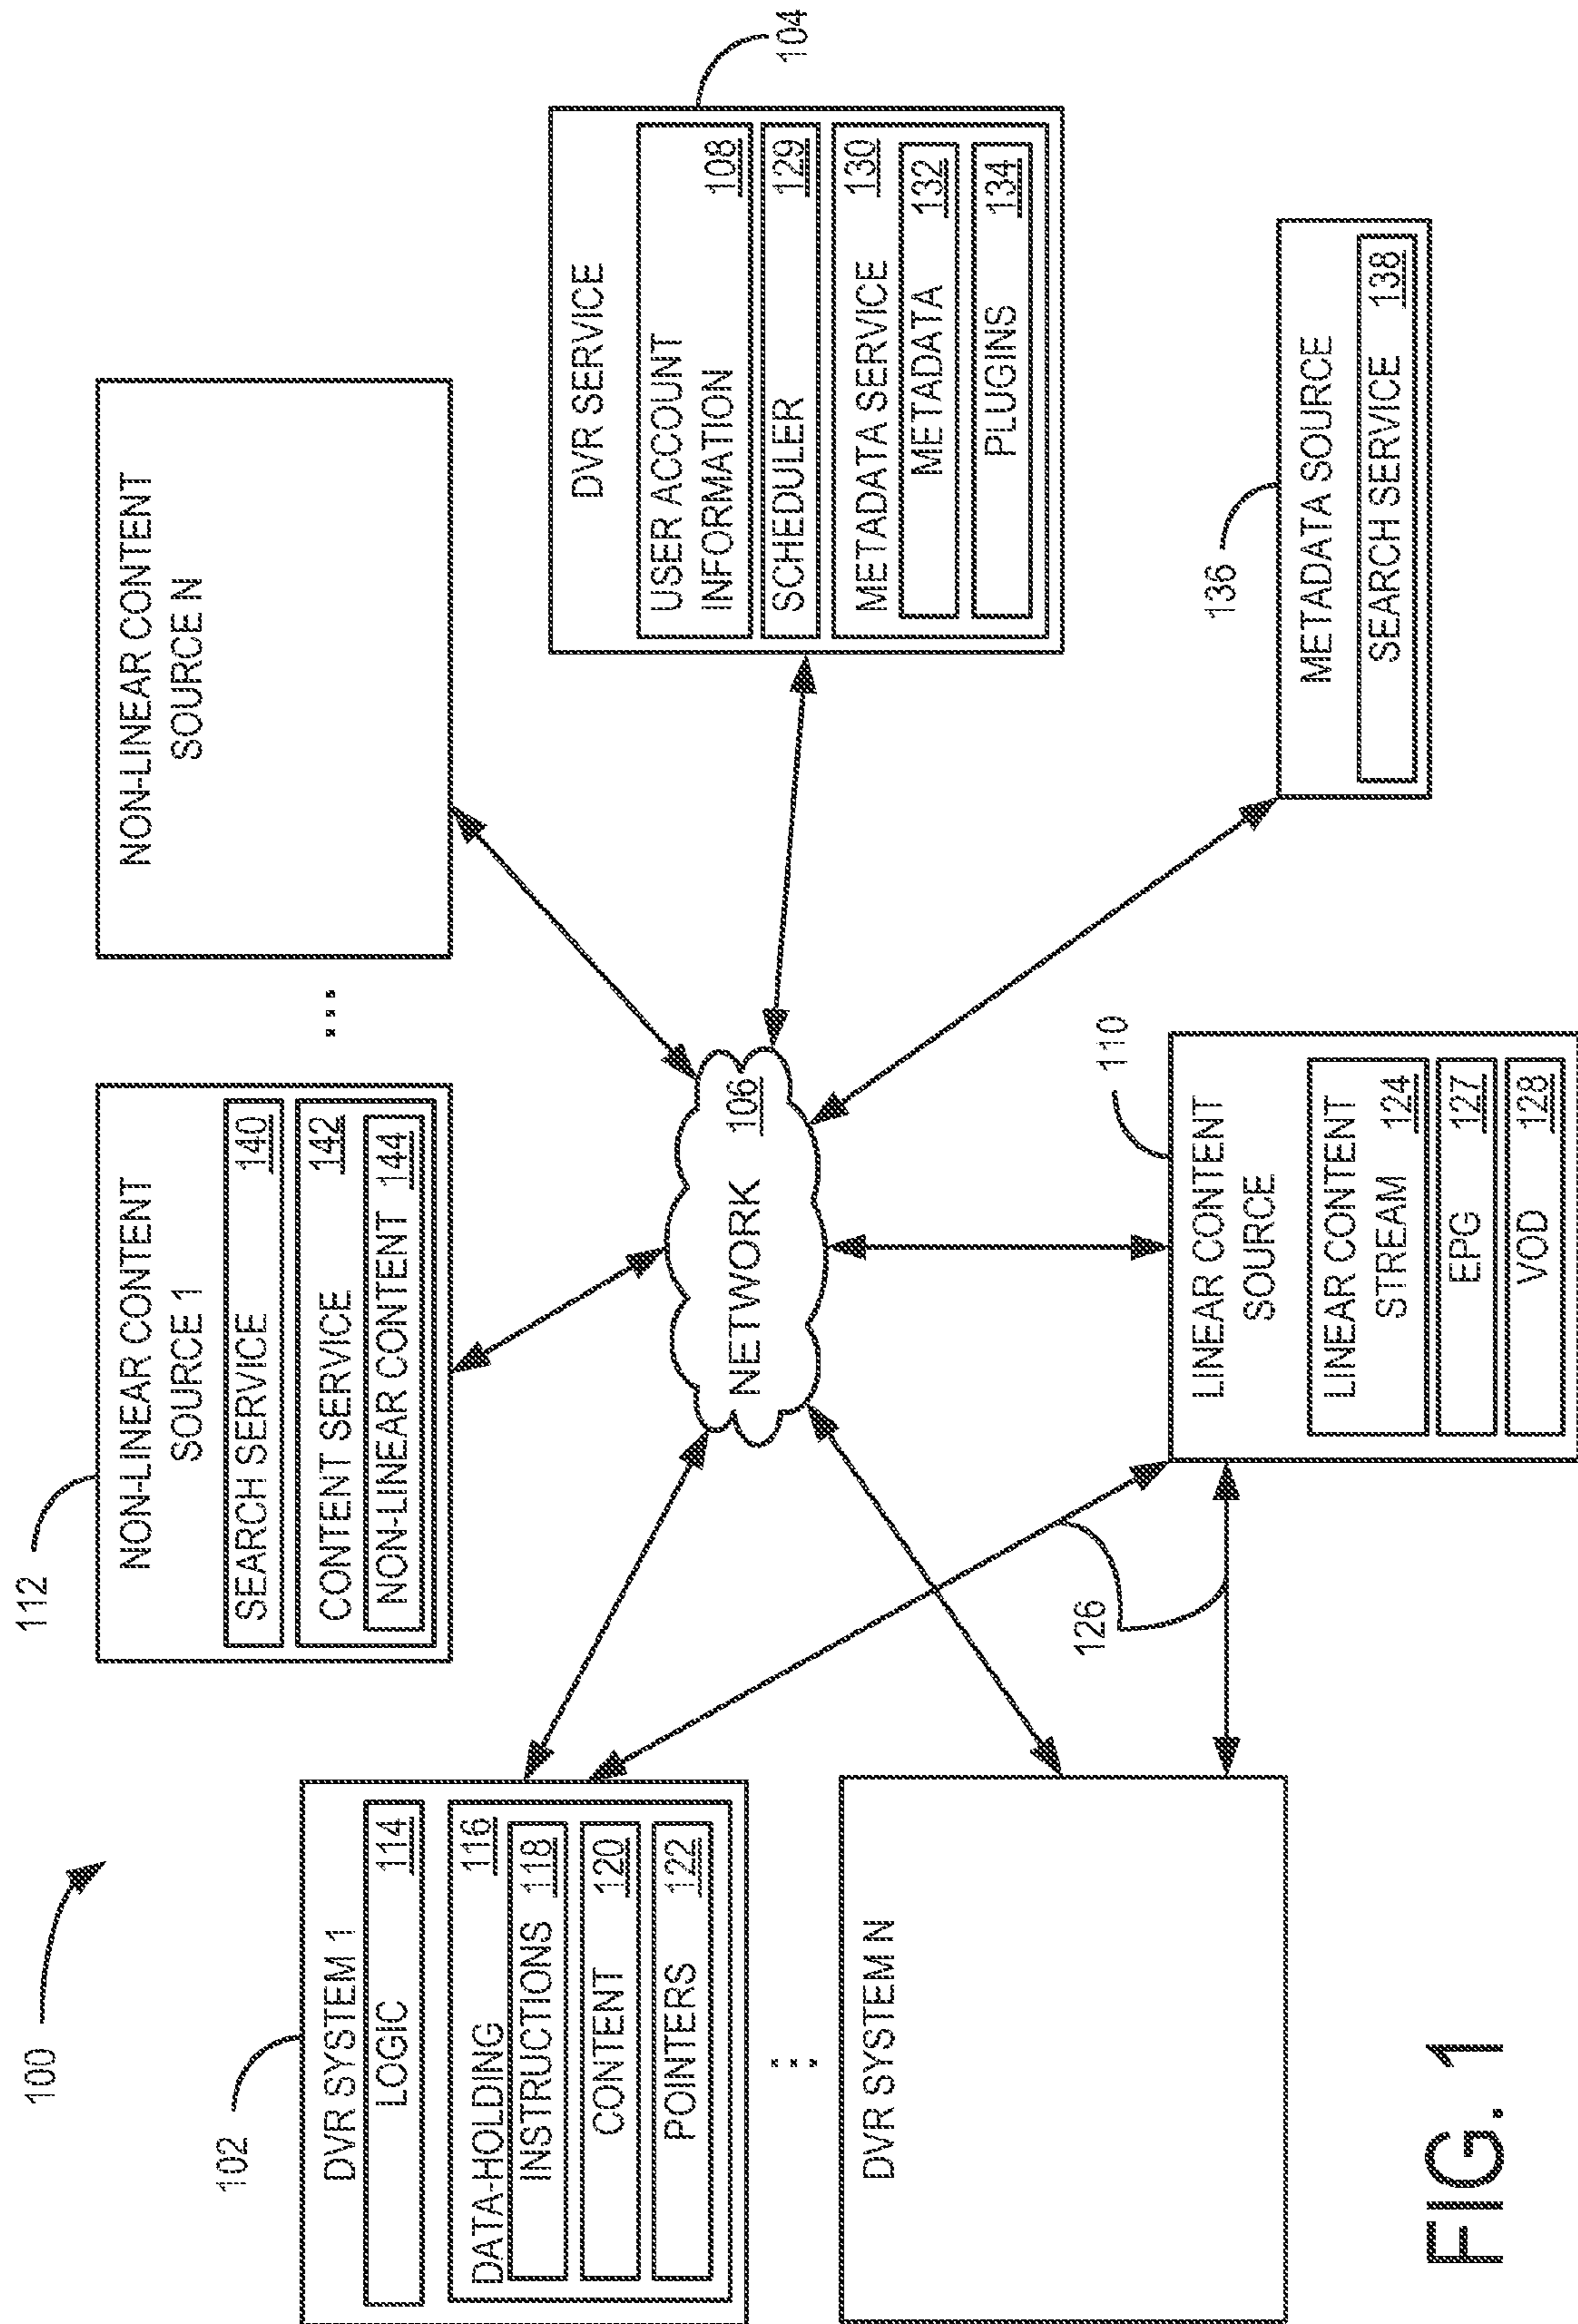 100
102
DVR SYSTEM 1
LOGIC 114
DATA-HOLDING 116
INSTRUCTIONS 118
CONTENT 120
POINTERS 122
DVR SYSTEM N
112
NON-LINEAR CONTENT
SOURCE 1
SEARCH SERVICE 140
CONTENT SERVICE 142
NON-LINEAR CONTENT 144
...
NON-LINEAR CONTENT
SOURCE N
NETWORK 106
126
110
LINEAR CONTENT
SOURCE
LINEAR CONTENT
STREAM 124
EPG 127
VOD 128
104
DVR SERVICE
USER ACCOUNT
INFORMATION 108
SCHEDULER 129
METADATA SERVICE 130
METADATA 132
PLUGINS 134
136
METADATA SOURCE
SEARCH SERVICE 138
FIG. 1